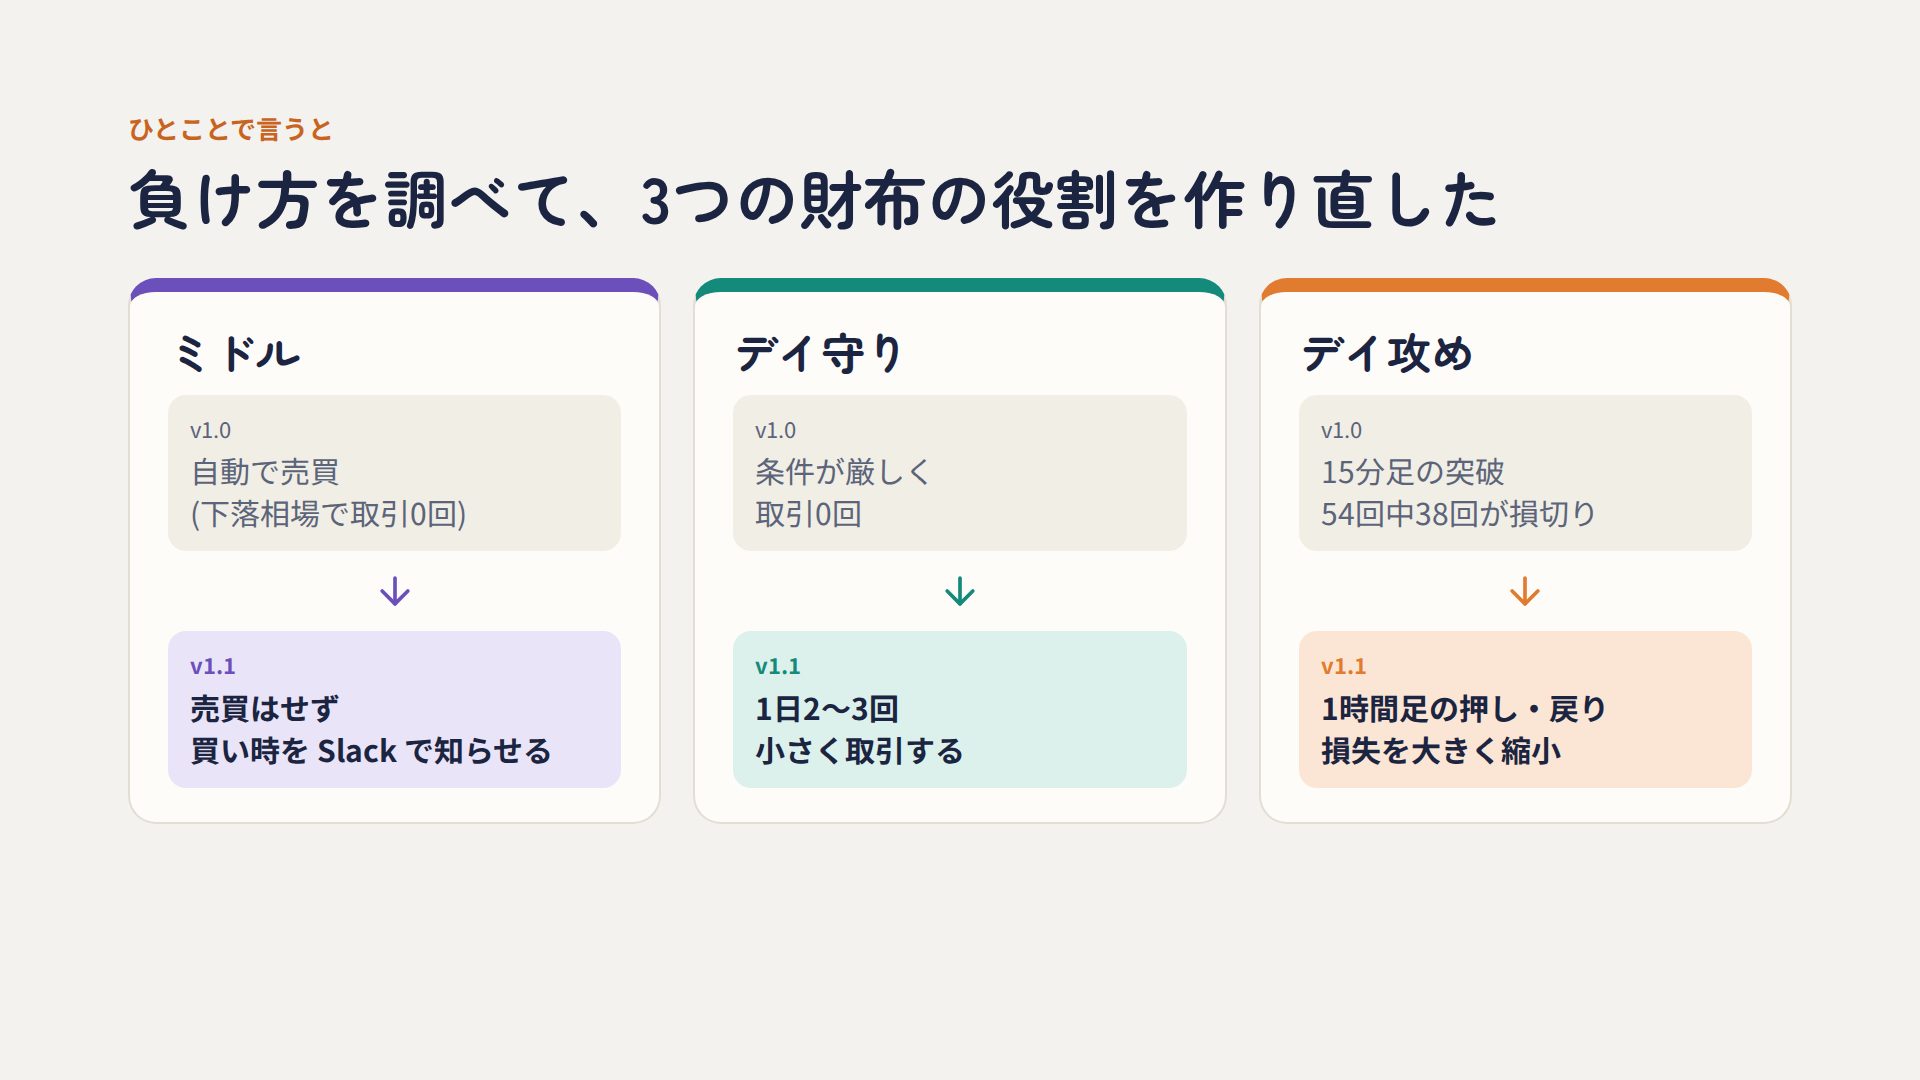 ひとことで言うと
負け方を調べて、3つの財布の役割を作り直した
ミドル
v1.0
自動で売買
(下落相場で取引0回)
↓
v1.1
売買はせず
買い時を Slack で知らせる
デイ守り
v1.0
条件が厳しく
取引0回
↓
v1.1
1日2〜3回
小さく取引する
デイ攻め
v1.0
15分足の突破
54回中38回が損切り
↓
v1.1
1時間足の押し・戻り
損失を大きく縮小